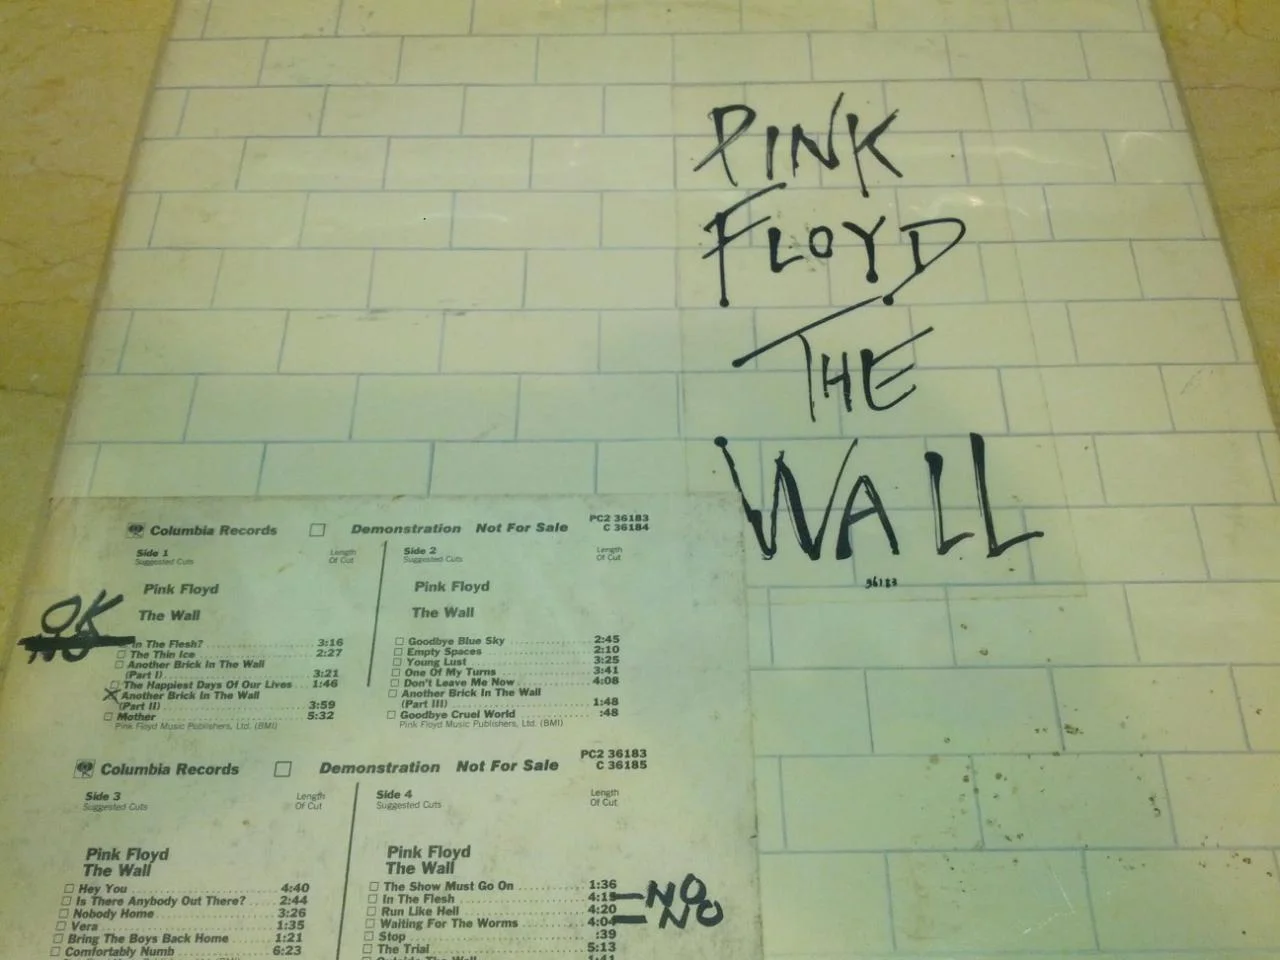 PINK
FLOYD
THE
WALL
36183
Columbia Records Demonstration Not For Sale PC2 36183
C 36184
Side 1 Length
Suggested Cuts Of Cut
Pink Floyd
The Wall
OK
NO
In The Flesh? 3:16
The Thin Ice 2:27
Another Brick In The Wall
(Part I) 3:21
The Happiest Days Of Our Lives 1:46
Another Brick In The Wall
(Part II) 3:59
Mother 5:32
Pink Floyd Music Publishers, Ltd. (BMI)
Side 2 Length
Suggested Cuts Of Cut
Pink Floyd
The Wall
Goodbye Blue Sky 2:45
Empty Spaces 2:10
Young Lust 3:25
One Of My Turns 3:41
Don't Leave Me Now 4:08
Another Brick In The Wall
(Part III) 1:48
Goodbye Cruel World :48
Pink Floyd Music Publishers, Ltd. (BMI)
Columbia Records Demonstration Not For Sale PC2 36183
C 36185
Side 3 Length
Suggested Cuts Of Cut
Pink Floyd
The Wall
Hey You 4:40
Is There Anybody Out There? 2:44
Nobody Home 3:26
Vera 1:35
Bring The Boys Back Home 1:21
Comfortably Numb 6:23
Side 4 Length
Suggested Cuts Of Cut
Pink Floyd
The Wall
The Show Must Go On 1:36
In The Flesh NO
Run Like Hell 4:20
Waiting For The Worms 4:04 NO
Stop :39
The Trial 5:13